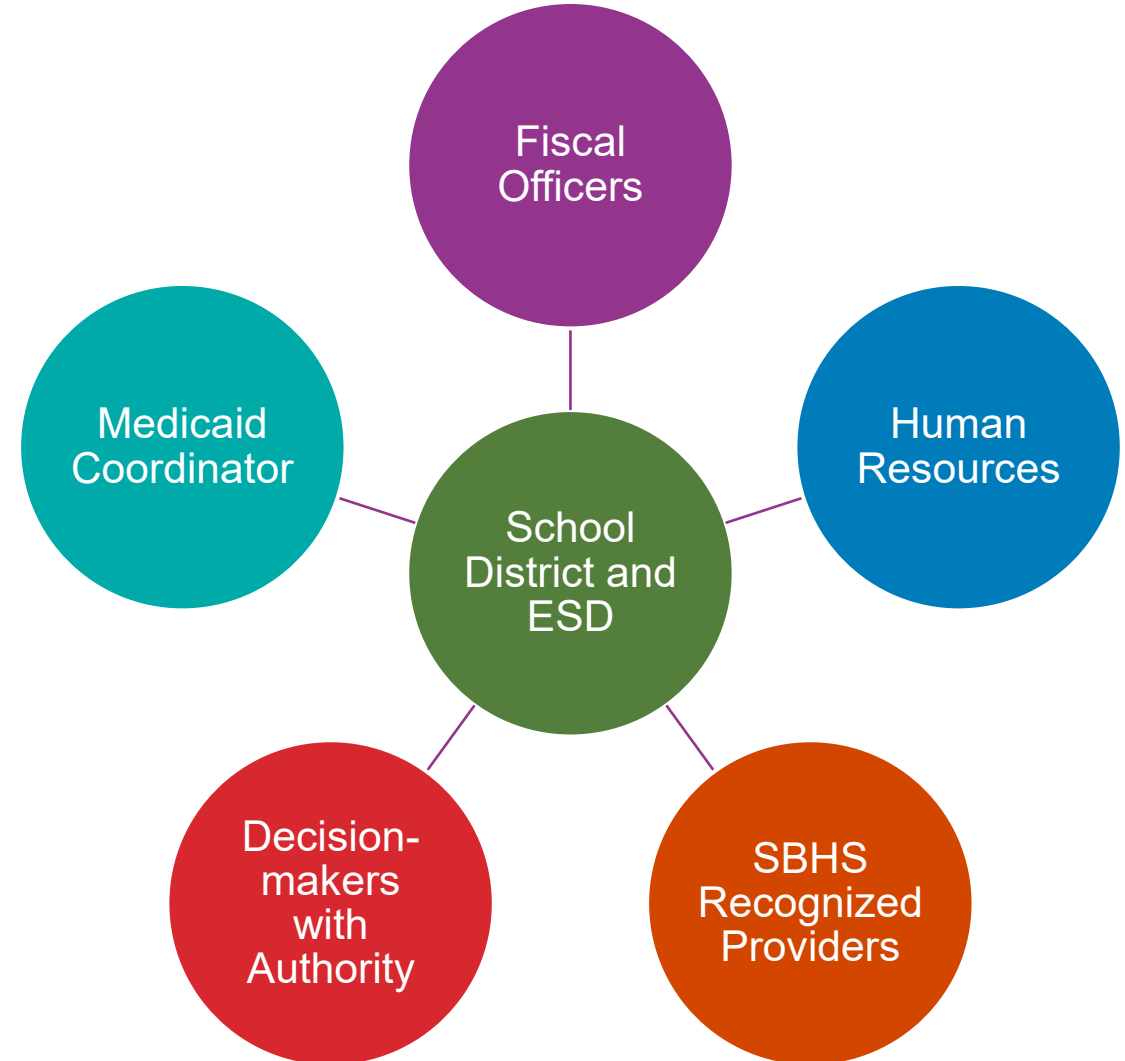 Fiscal
Officers
Medicaid
Coordinator
Human
Resources
School
District and
ESD
Decision-
makers
with
Authority
SBHS
Recognized
Providers